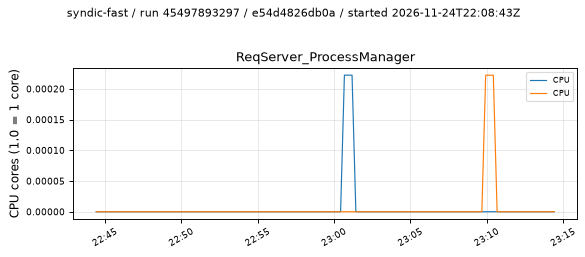 syndic-fast / run 45497893297 / e54d4826db0a / started 2026-11-24T22:08:43Z
ReqServer_ProcessManager
CPU cores (1.0 = 1 core)
0.00020
0.00015
0.00010
0.00005
0.00000
CPU
CPU
22:45
22:50
22:55
23:00
23:05
23:10
23:15